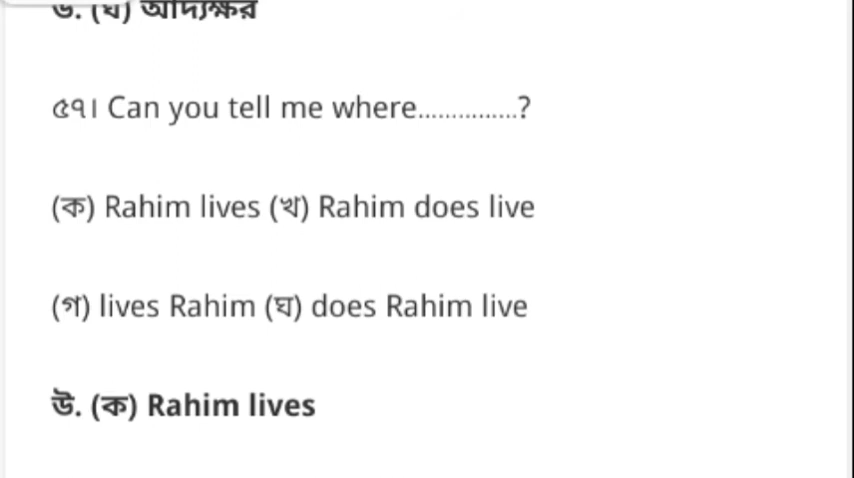 উ. (ঘ) আদ্যক্ষর
৫৭। Can you tell me where...............?
(ক) Rahim lives (খ) Rahim does live
(গ) lives Rahim (ঘ) does Rahim live
উ. (ক) Rahim lives